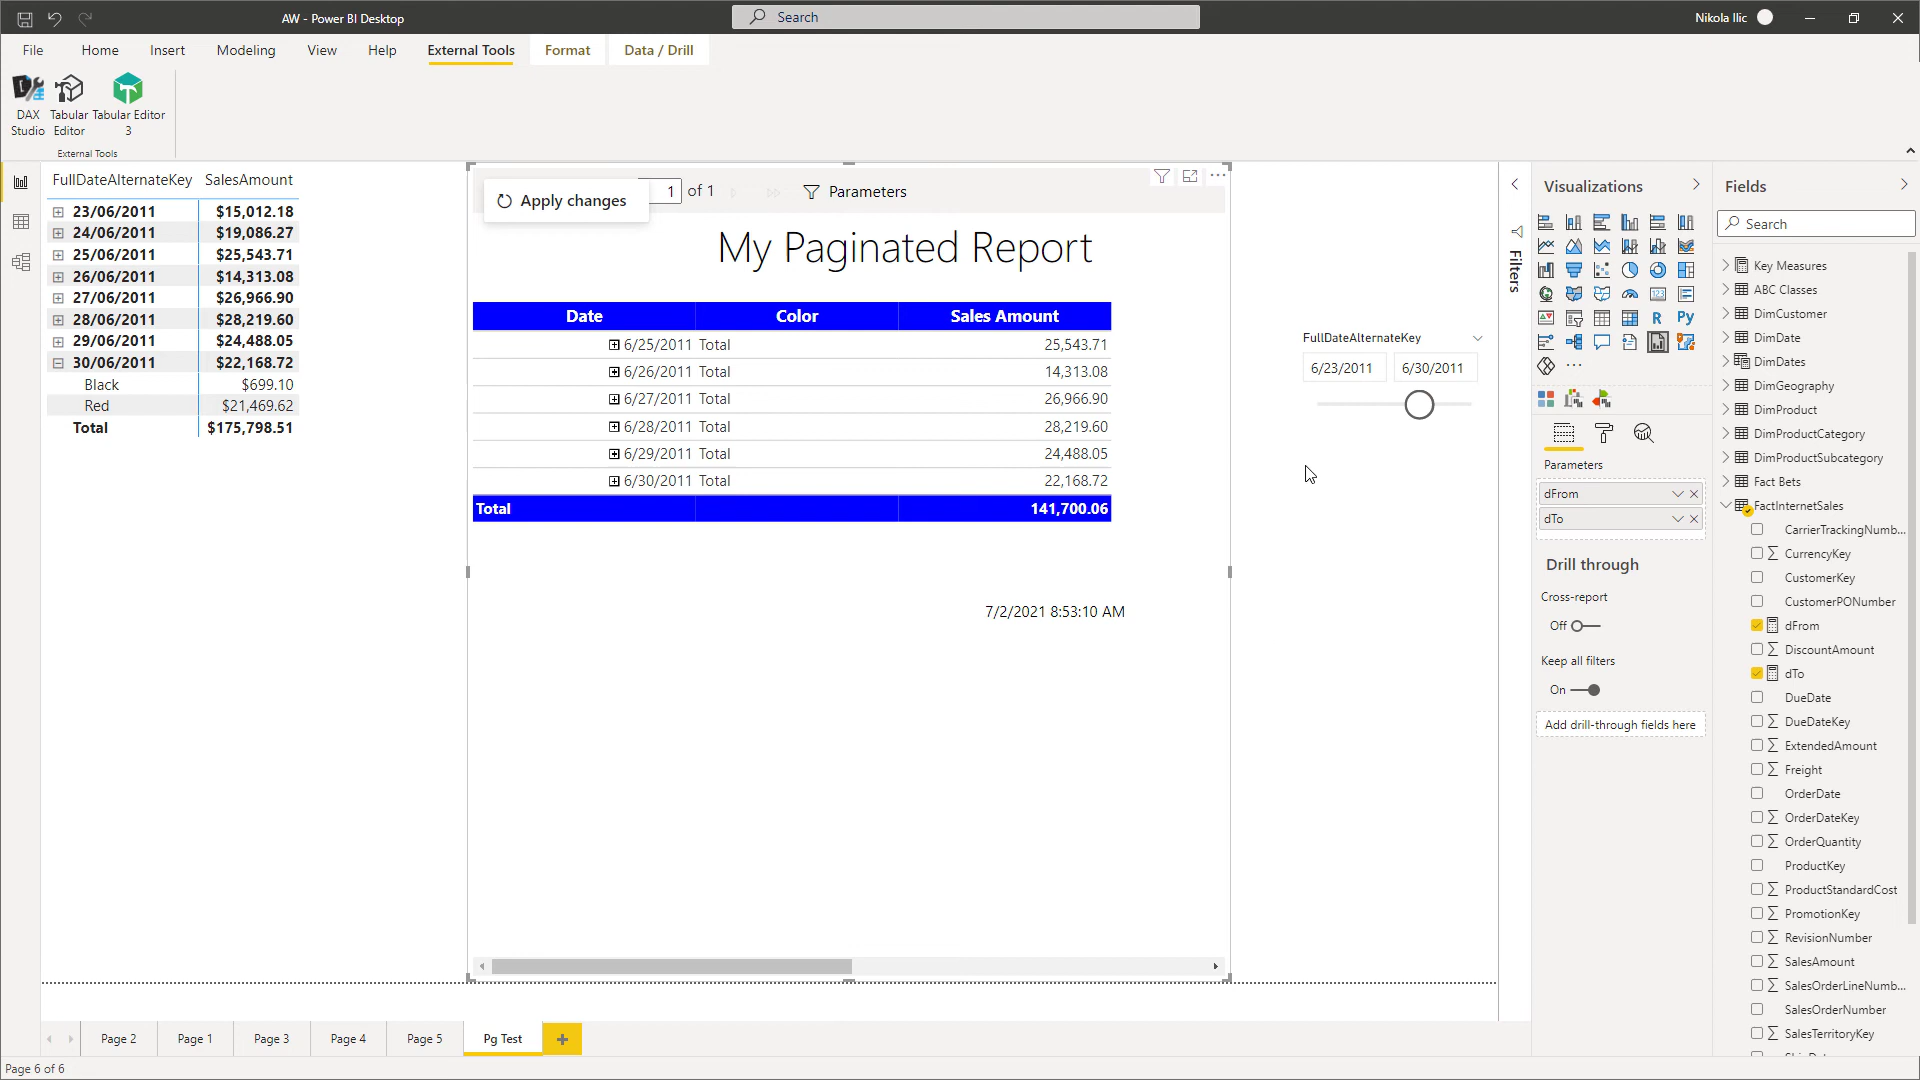 AW - Power BI Desktop
Search
Nikola Ilic
File Home Insert Modeling View Help External Tools Format Data / Drill
DAX Studio
Tabular Editor
Tabular Editor 3
External Tools
FullDateAlternateKey SalesAmount
23/06/2011 $15,012.18
24/06/2011 $19,086.27
25/06/2011 $25,543.71
26/06/2011 $14,313.08
27/06/2011 $26,966.90
28/06/2011 $28,219.60
29/06/2011 $24,488.05
30/06/2011 $22,168.72
Black $699.10
Red $21,469.62
Total $175,798.51
Apply changes
1 of 1
Parameters
My Paginated Report
Date Color Sales Amount
6/25/2011 Total 25,543.71
6/26/2011 Total 14,313.08
6/27/2011 Total 26,966.90
6/28/2011 Total 28,219.60
6/29/2011 Total 24,488.05
6/30/2011 Total 22,168.72
Total 141,700.06
7/2/2021 8:53:10 AM
FullDateAlternateKey
6/23/2011 6/30/2011
Filters
Visualizations
R Py
123
Parameters
dFrom
dTo
Drill through
Cross-report
Off
Keep all filters
On
Add drill-through fields here
Fields
Search
Key Measures
ABC Classes
DimCustomer
DimDate
DimDates
DimGeography
DimProduct
DimProductCategory
DimProductSubcategory
Fact Bets
FactInternetSales
CarrierTrackingNumb...
CurrencyKey
CustomerKey
CustomerPONumber
dFrom
DiscountAmount
dTo
DueDate
DueDateKey
ExtendedAmount
Freight
OrderDate
OrderDateKey
OrderQuantity
ProductKey
ProductStandardCost
PromotionKey
RevisionNumber
SalesAmount
SalesOrderLineNumb...
SalesOrderNumber
SalesTerritoryKey
Page 2 Page 1 Page 3 Page 4 Page 5 Pg Test
Page 6 of 6